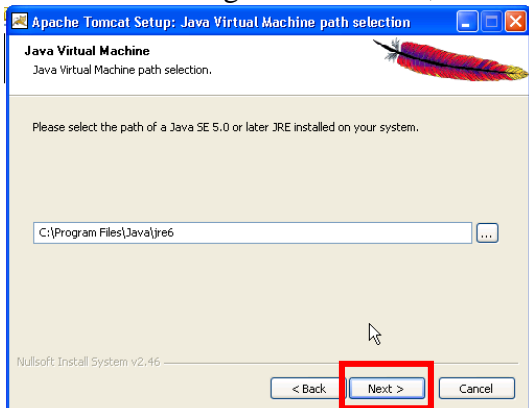 Apache Tomcat Setup: Java Virtual Machine path selection
Java Virtual Machine
Java Virtual Machine path selection.
Please select the path of a Java SE 5.0 or later JRE installed on your system.
C:\Program Files\Java\jre6
...
Nullsoft Install System v2.46
< Back Next > Cancel